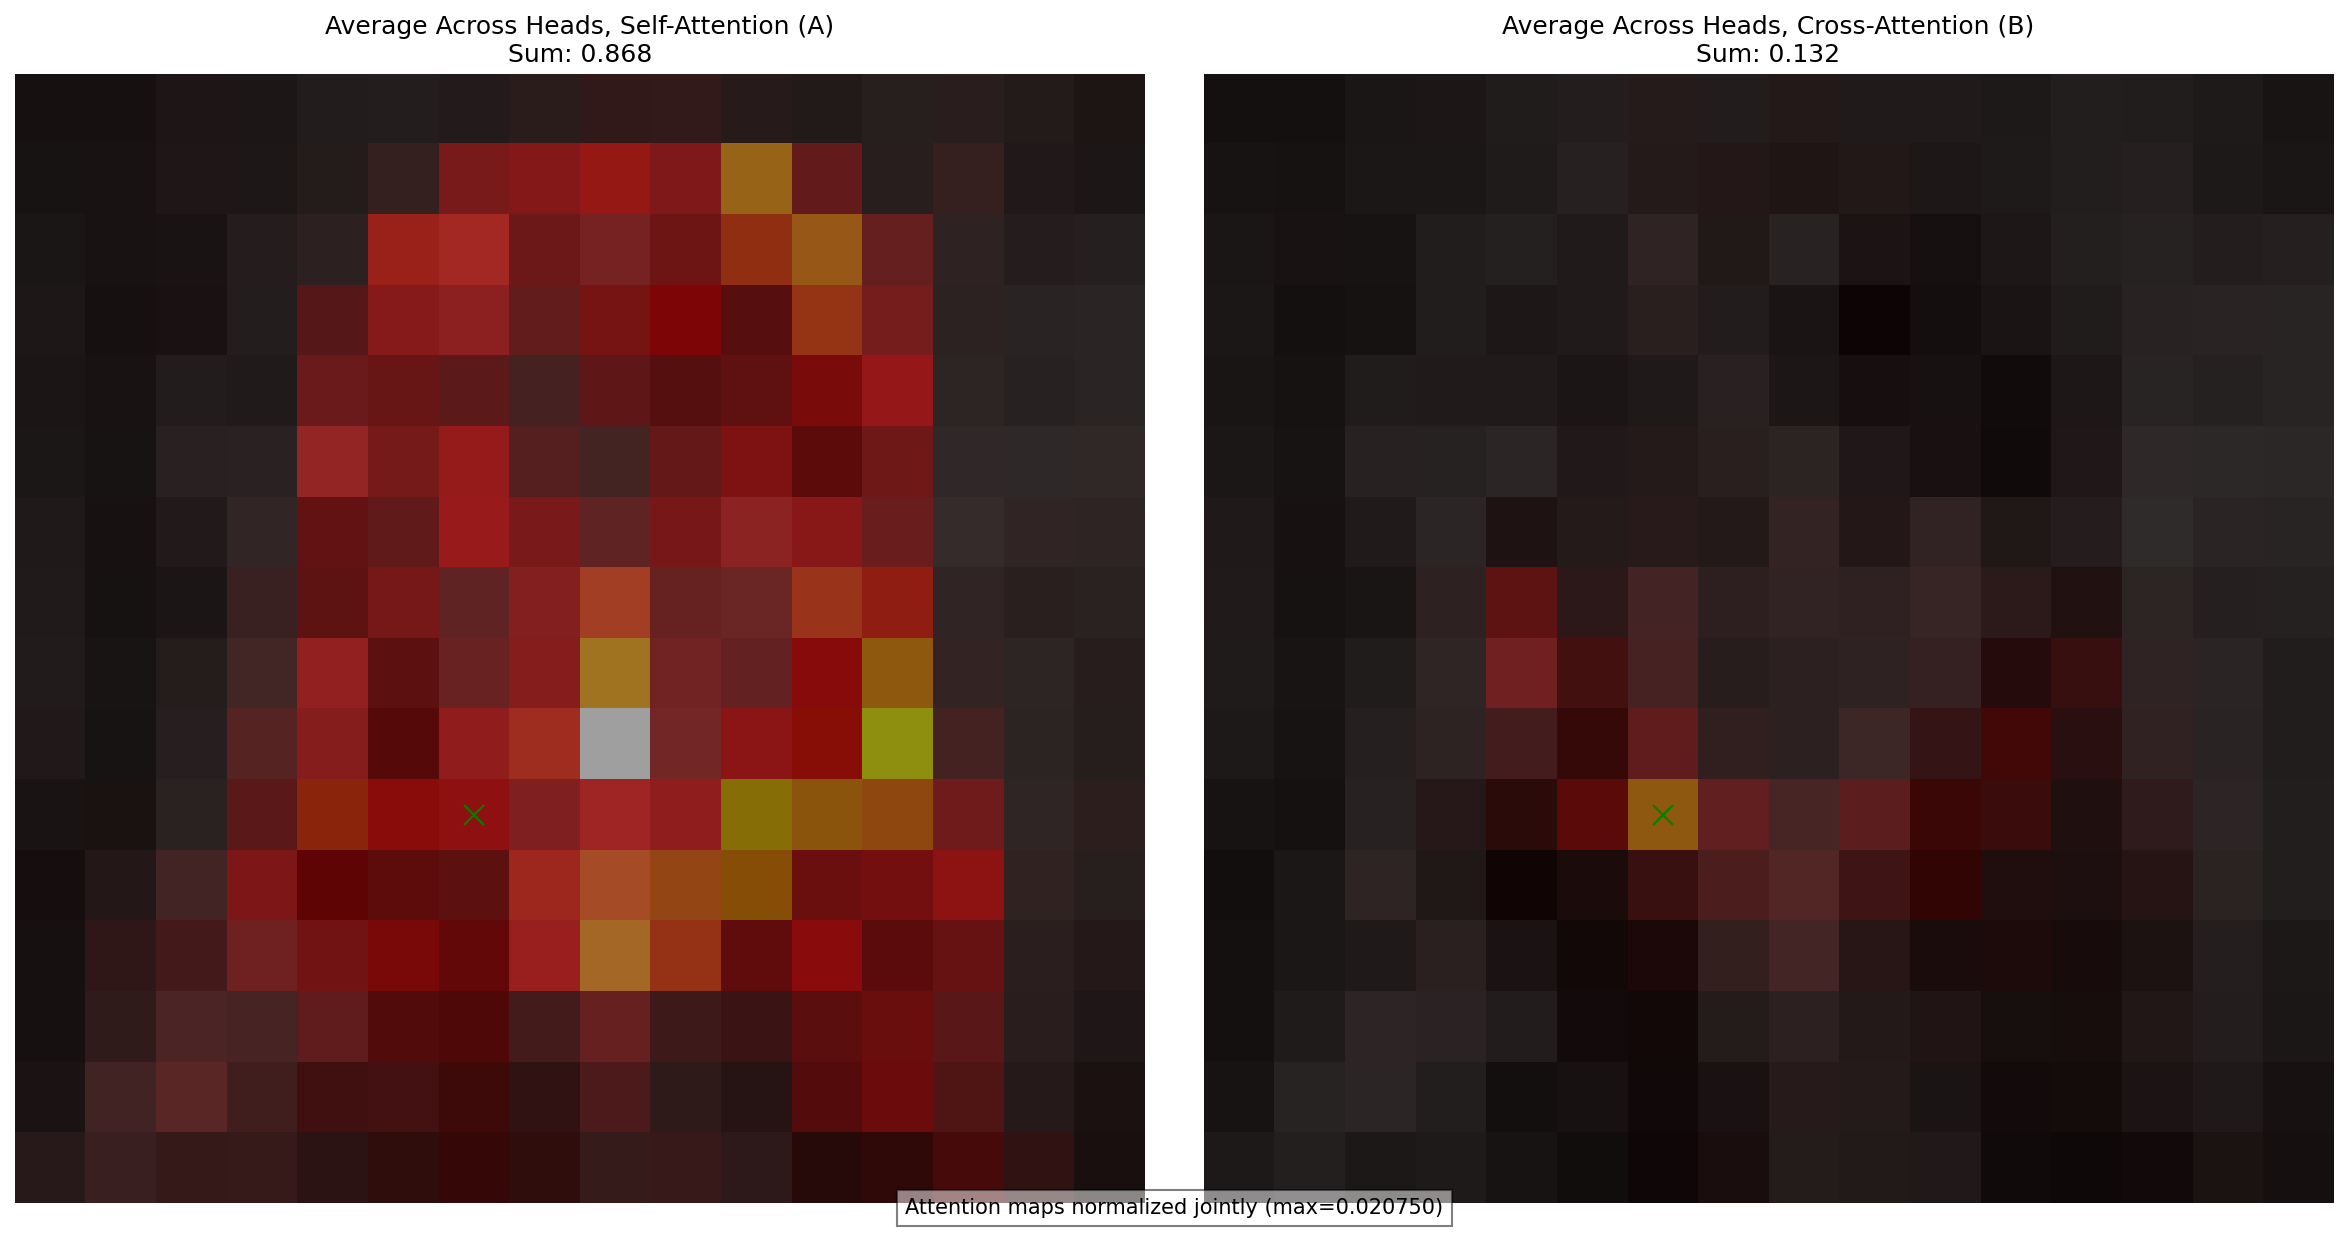 Average Across Heads, Self-Attention (A)
Sum: 0.868
Average Across Heads, Cross-Attention (B)
Sum: 0.132
Attention maps normalized jointly (max=0.020750)